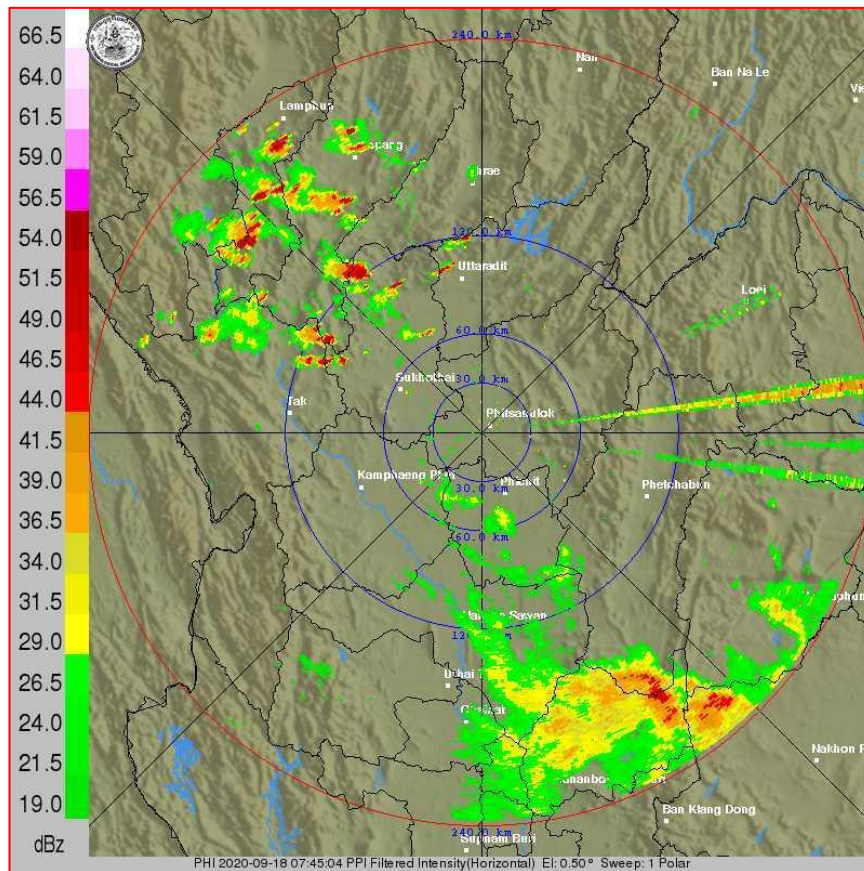 66.5
64.0
61.5
59.0
56.5
54.0
51.5
49.0
46.5
44.0
41.5
39.0
36.5
34.0
31.5
29.0
26.5
24.0
21.5
19.0
dBz
240.0 km
Nan
Ban Na Le
Lamphun
120.0 km
Uttaradit
Loei
60.0 km
30.0 km
Sukhothai
Tak
Phitsanulok
Kamphaeng Phet
Phichit
30.0 km
Phetchabun
60.0 km
120.0 km
Nakhon
Ban Klang Dong
240.0 km
Suphan Buri
PHI 2020-09-18 07:45:04 PPI Filtered Intensity(Horizontal) El: 0.50° Sweep: 1 Polar